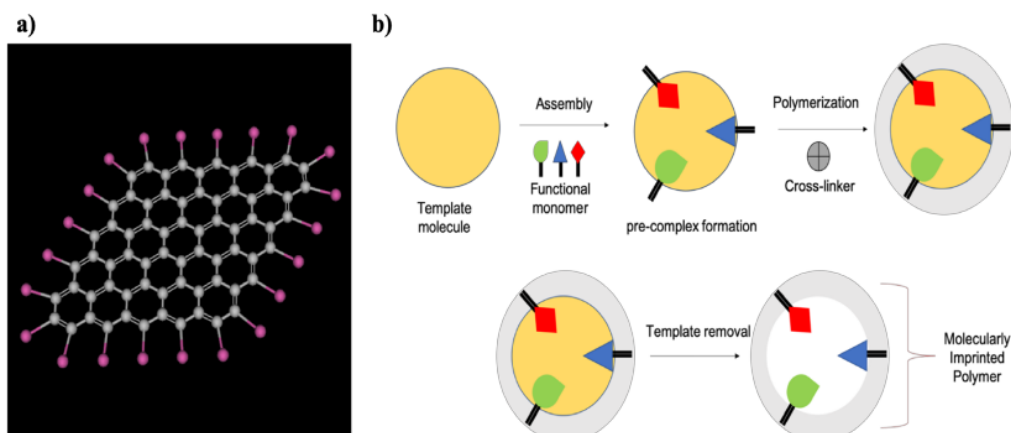 a)
b)
Assembly
Functional
monomer
Template
molecule
pre-complex formation
Polymerization
Cross-linker
Template removal
Molecularly
Imprinted
Polymer